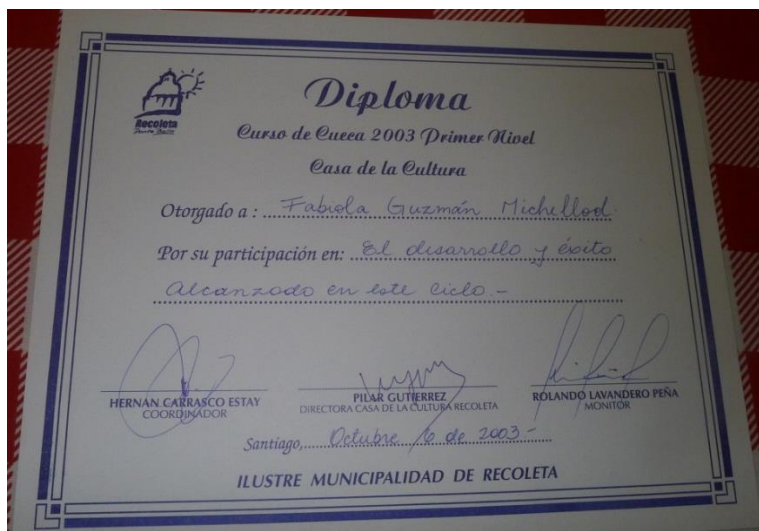 Recoleta
Diploma
Curso de Cueca 2003 Primer Nivel
Casa de la Cultura
Otorgado a : Fabiola Guzmán Michellod.
Por su participación en: El desarrollo y éxito
Alcanzado en este Ciclo.-
HERNAN CARRASCO ESTAY
COORDINADOR
PILAR GUTIERREZ
DIRECTORA CASA DE LA CULTURA RECOLETA
ROLANDO LAVANDERO PEÑA
MONITOR
Santiago, Octubre 6 de 2003-
ILUSTRE MUNICIPALIDAD DE RECOLETA